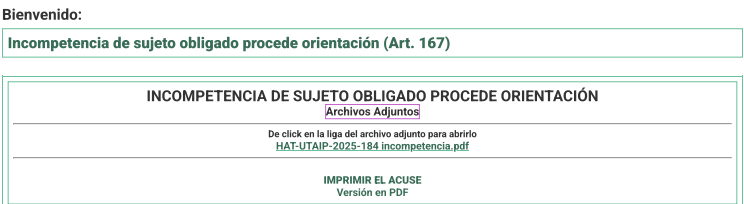 Bienvenido:
Incompetencia de sujeto obligado procede orientación (Art. 167)
INCOMPETENCIA DE SUJETO OBLIGADO PROCEDE ORIENTACIÓN
Archivos Adjuntos
De click en la liga del archivo adjunto para abrirlo
HAT-UTAIP-2025-184 incompetencia.pdf
IMPRIMIR EL ACUSE
Versión en PDF